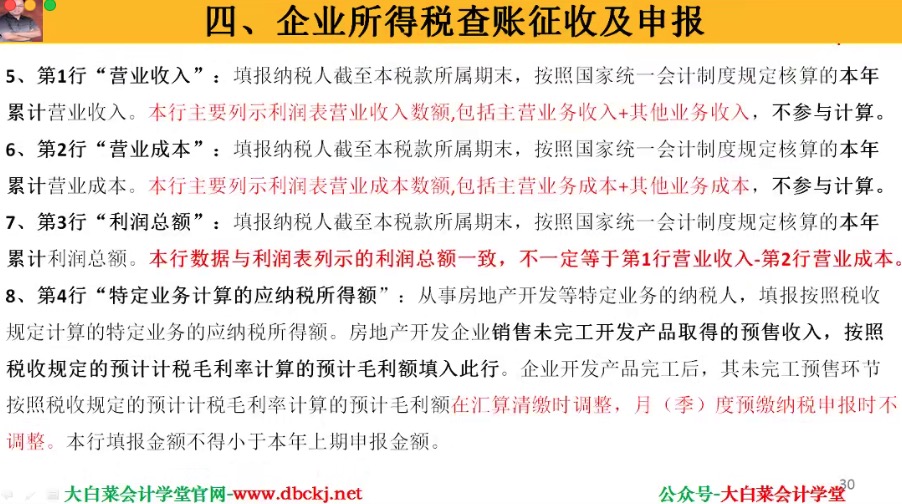 四、企业所得税查账征收及申报
5、第1行“营业收入”：填报纳税人截至本税款所属期末，按照国家统一会计制度规定核算的本年
累计营业收入。本行主要列示利润表营业收入数额,包括主营业务收入+其他业务收入，不参与计算。
6、第2行“营业成本”：填报纳税人截至本税款所属期末，按照国家统一会计制度规定核算的本年
累计营业成本。本行主要列示利润表营业成本数额,包括主营业务成本+其他业务成本，不参与计算。
7、第3行“利润总额”：填报纳税人截至本税款所属期末，按照国家统一会计制度规定核算的本年
累计利润总额。本行数据与利润表列示的利润总额一致，不一定等于第1行营业收入-第2行营业成本。
8、第4行“特定业务计算的应纳税所得额”：从事房地产开发等特定业务的纳税人，填报按照税收
规定计算的特定业务的应纳税所得额。房地产开发企业销售未完工开发产品取得的预售收入，按照
税收规定的预计计税毛利率计算的预计毛利额填入此行。企业开发产品完工后，其未完工预售环节
按照税收规定的预计计税毛利率计算的预计毛利额在汇算清缴时调整，月（季）度预缴纳税申报时不
调整。本行填报金额不得小于本年上期申报金额。
大白菜会计学堂官网-www.dbckj.net
公众号-大白菜会计学堂
30